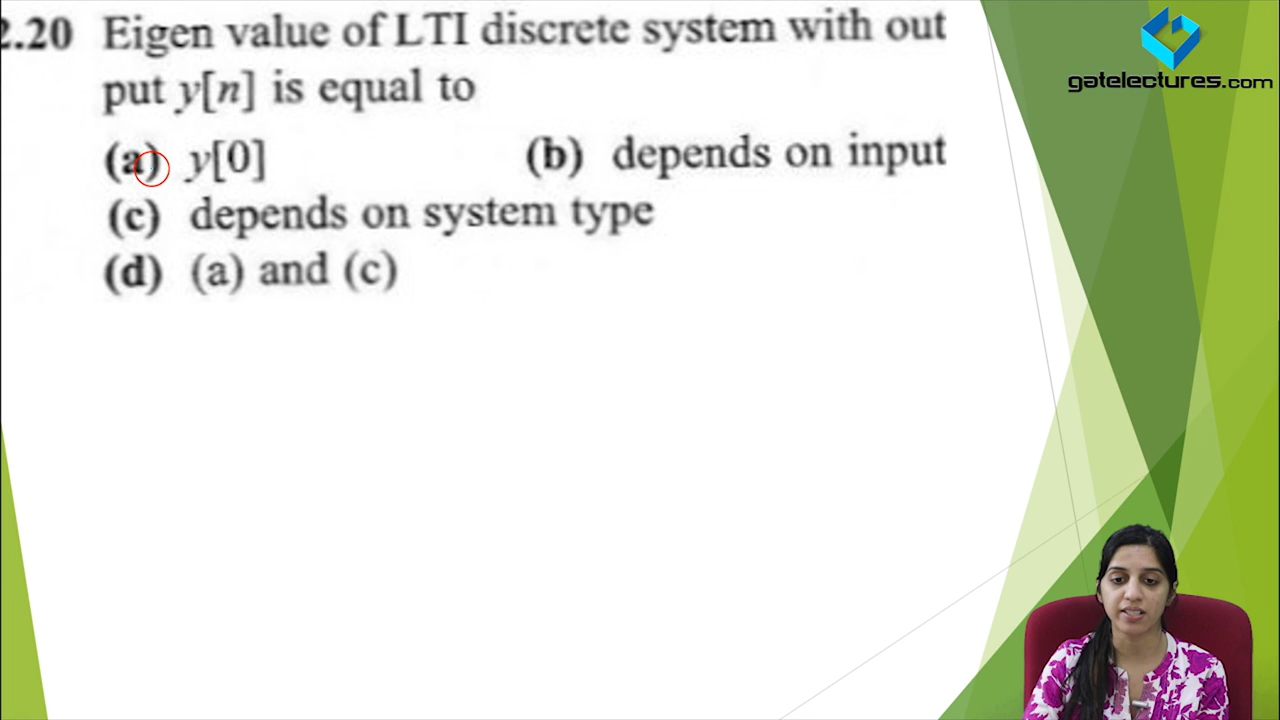 2.20 Eigen value of LTI discrete system with out
put y[n] is equal to
(a) y[0] (b) depends on input
(c) depends on system type
(d) (a) and (c)
gatelectures.com